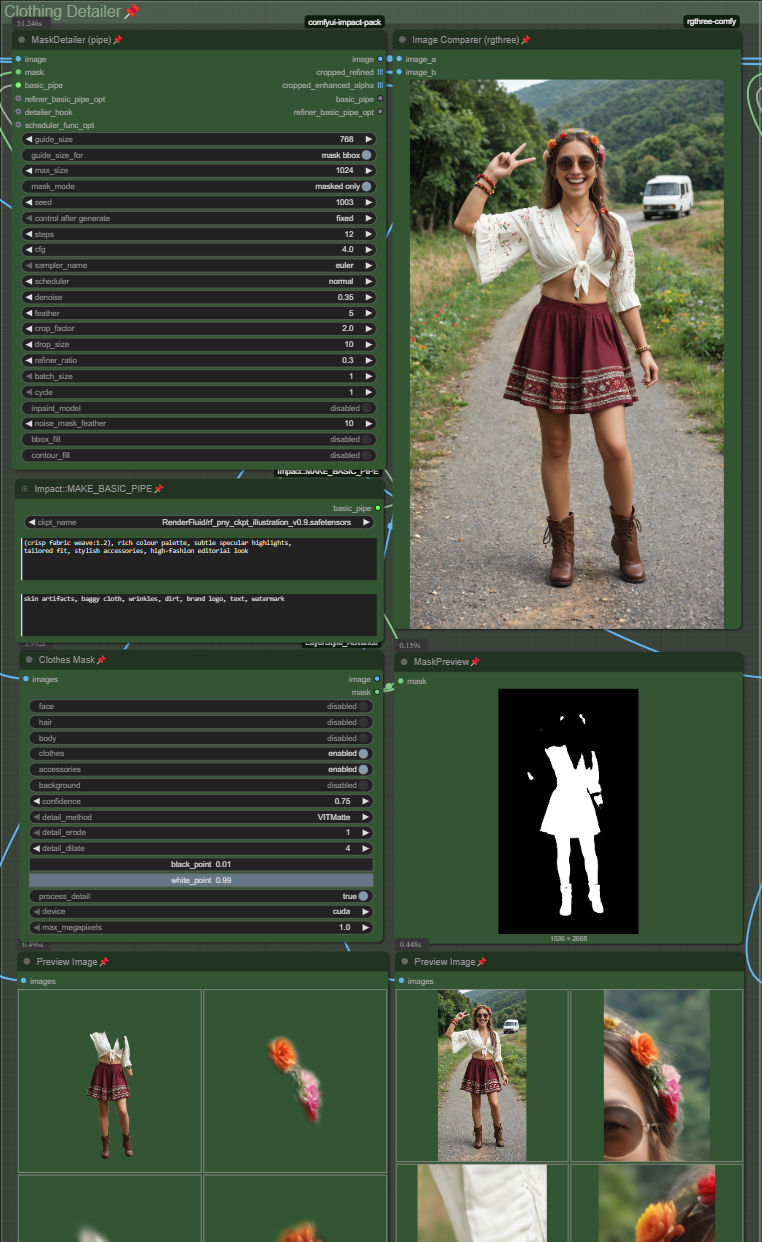 Clothing Detailer
51.246s
comfyui-impact-pack
MaskDetailer (pipe)
image
mask
basic_pipe
refiner_basic_pipe_opt
detailer_hook
scheduler_func_opt
image
cropped_refined
cropped_enhanced_alpha
basic_pipe
refiner_basic_pipe_opt
guide_size 768
guide_size_for mask bbox
max_size 1024
mask_mode masked only
seed 1003
control after generate fixed
steps 12
cfg 4.0
sampler_name euler
scheduler normal
denoise 0.35
feather 5
crop_factor 2.0
drop_size 10
refiner_ratio 0.3
batch_size 1
cycle 1
inpaint_model disabled
noise_mask_feather 10
bbox_fill disabled
contour_fill disabled
rgthree-comfy
Image Comparer (rgthree)
image_a
image_b
Impact::MAKE_BASIC_PIPE
Impact::MAKE_BASIC_PIPE
basic_pipe
ckpt_name RenderFluid/rf_pny_ckpt_illustration_v0.9.safetensors
(crisp fabric weave:1.2), rich colour palette, subtle specular highlights,
tailored fit, stylish accessories, high-fashion editorial look
skin artifacts, baggy cloth, wrinkles, dirt, brand logo, text, watermark
LayerStyle_Advance
Clothes Mask
images
image
mask
face disabled
hair disabled
body disabled
clothes enabled
accessories enabled
background disabled
confidence 0.75
detail_method VITMatte
detail_erode 1
detail_dilate 4
black_point 0.01
white_point 0.99
process_detail true
device cuda
max_megapixels 1.0
0.159s
MaskPreview
mask
1536 × 2688
0.496s
Preview Image
images
0.448s
Preview Image
images